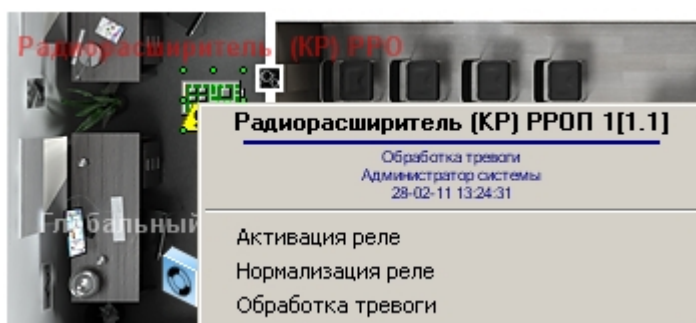 Радиорасширитель (КР) РРО
Радиорасширитель (КР) РРОП 1[1.1]
Обработка тревоги
Администратор системы
28-02-11 13:24:31
Глобальный
Активация реле
Нормализация реле
Обработка тревоги